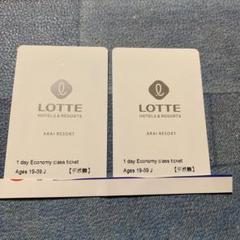 LOTTE
HOTELS & RESORTS
ARAI RESORT
1 day Economy class ticket
Ages 19-59 J
LOTTE
HOTELS & RESORTS
ARAI RESORT
1 day Economy class ticket
Ages 19-59 J